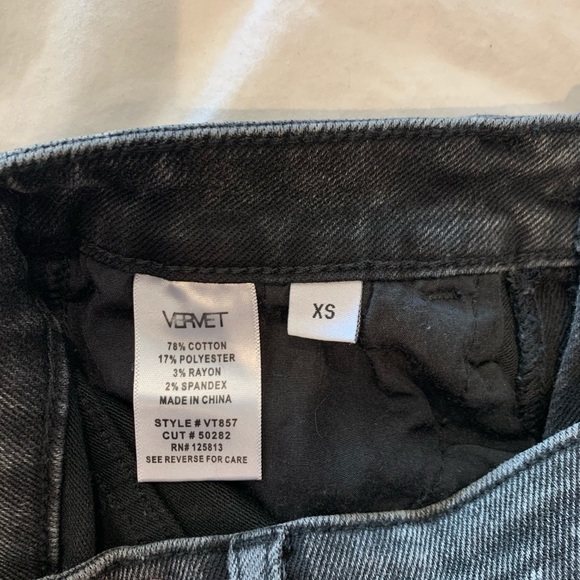 VERVET
78% COTTON
17% POLYESTER
3% RAYON
2% SPANDEX
MADE IN CHINA
STYLE # VT857
CUT # 50282
RN# 125813
SEE REVERSE FOR CARE
XS